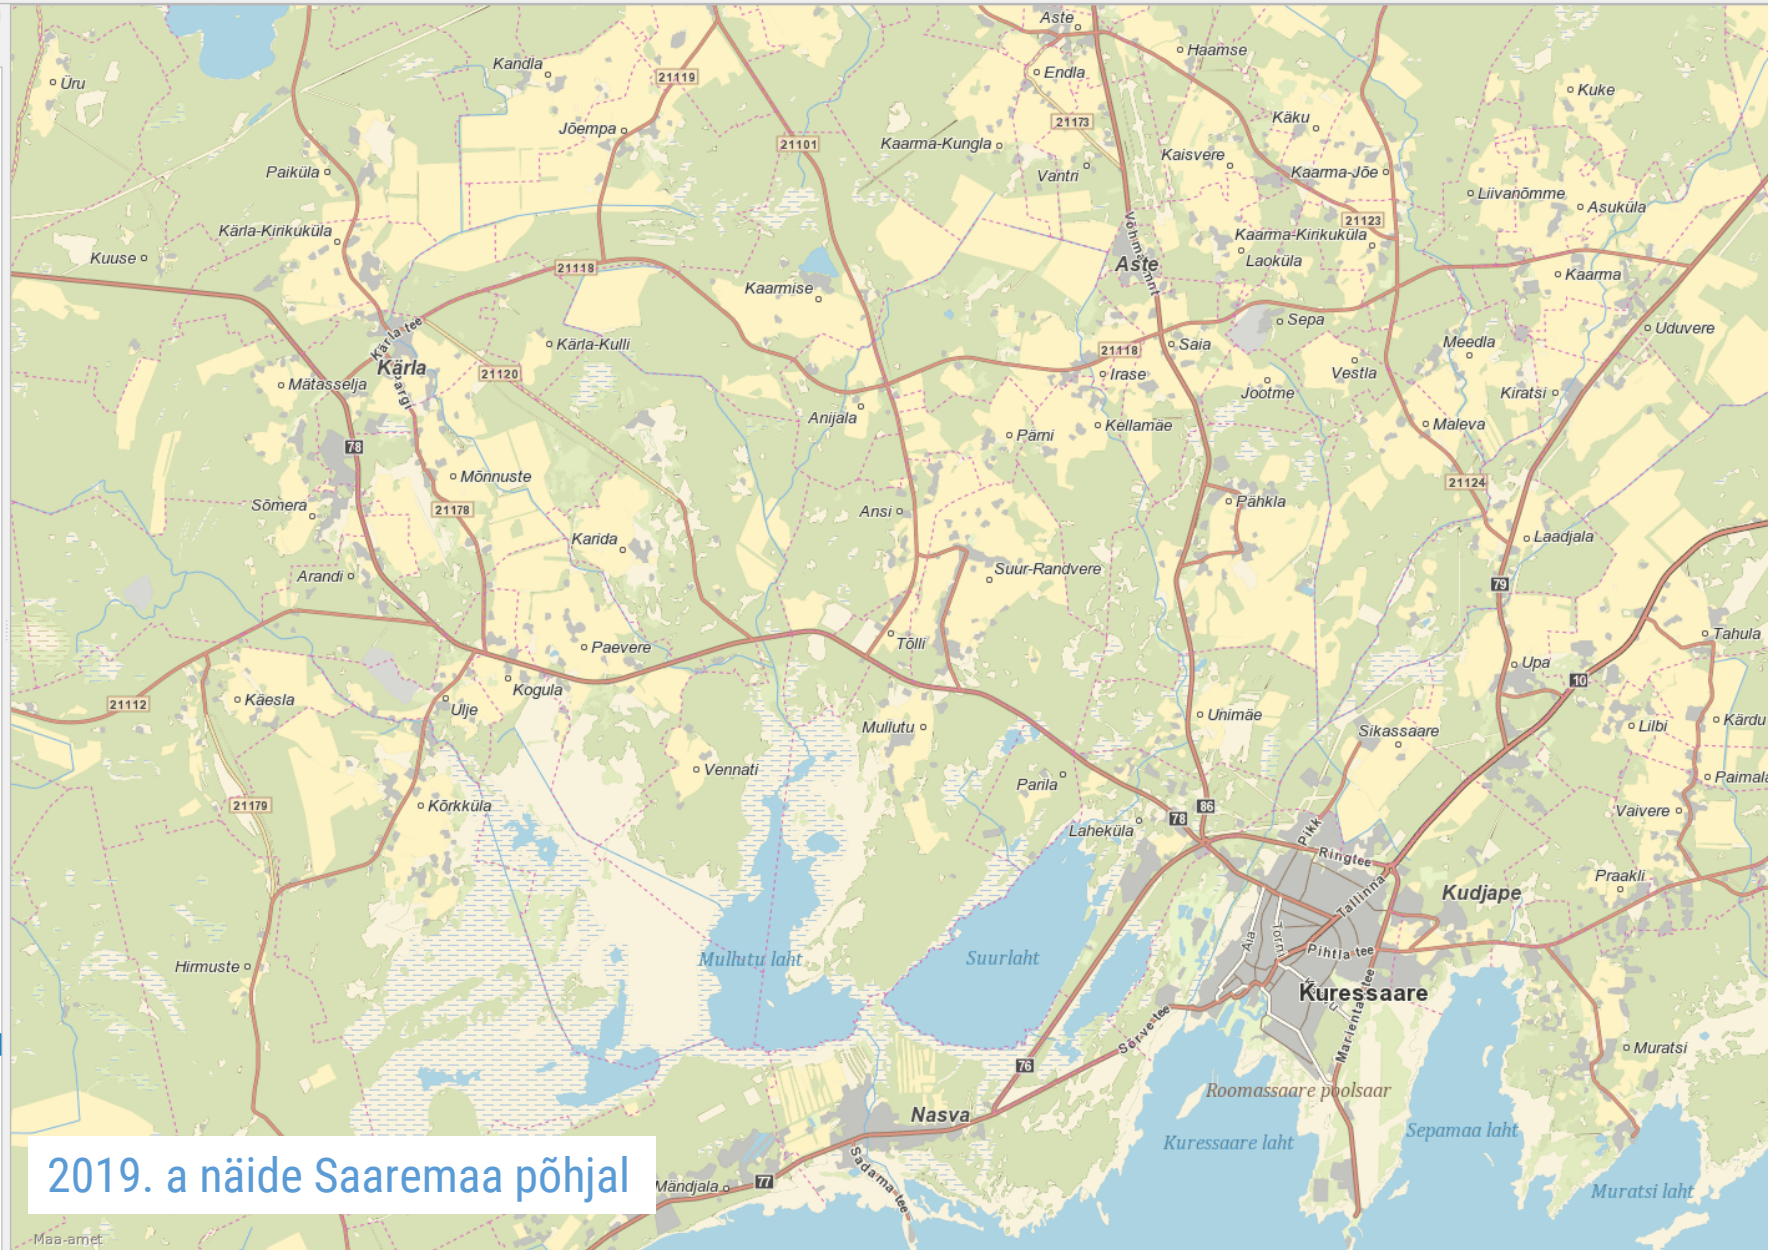 Aste
Haamse
Üru
Kandla
21119
Endla
Kuke
Jõempa
21101
Kaarma-Kungla
21173
Käku
Paiküla
Vantri
Kaisvere
Kaarma-Jõe
Liivanõmme
Asuküla
Kärla-Kirikuküla
21123
Kaarma-Kirikuküla
Kuuse
21118
Võhma mnt
Aste
Laoküla
Kaarma
Kaarmise
Sepa
Uduvere
Kärla tee
Kärla-Kulli
21118
Saia
Meedla
Kärla
Pargi
21120
Irase
Vestla
Mätasselja
Jootme
Kiratsi
Anijala
Kellamäe
Maleva
78
Pärni
Mõnnuste
21124
Sõmera
21178
Ansi
Pähkla
Karida
Laadjala
Arandi
Suur-Randvere
79
Paevere
Tõlli
Tahula
Upa
Käesla
Kogula
10
21112
Ulje
Mullutu
Unimäe
Sikassaare
Lilbi
Kärdu
Vennati
Parila
Paimala
21179
Kõrkküla
86
78
Vaivere
Laheküla
Pikk
Ringtee
Praakli
Tallinna
Kudjape
Aia
Torni
Pihtla tee
Hirmuste
Mullutu laht
Suurlaht
Kuressaare
Marientali tee
Sõrve tee
76
Muratsi
Roomassaare poolsaar
Nasva
Kuressaare laht
Sepamaa laht
Sadama tee
2019. a näide Saaremaa põhjal
Mändjala
77
Muratsi laht
Maa-amet